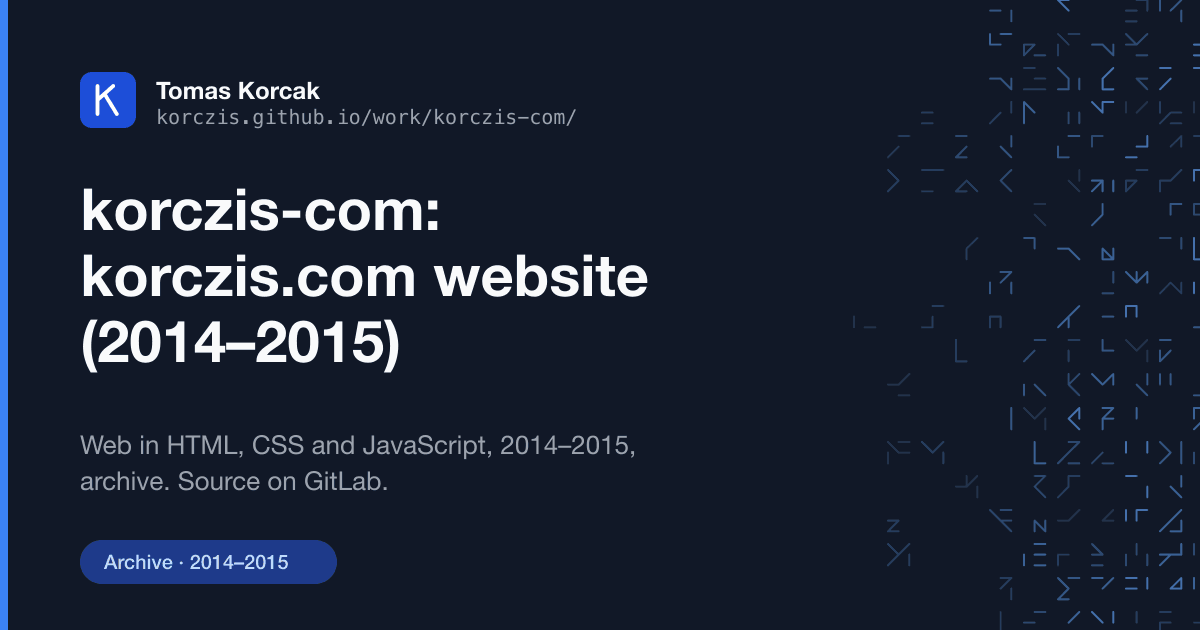 K
Tomas Korcak
korczis.github.io/work/korczis-com/
korczis-com:
korczis.com website
(2014–2015)
Web in HTML, CSS and JavaScript, 2014–2015,
archive. Source on GitLab.
Archive · 2014–2015